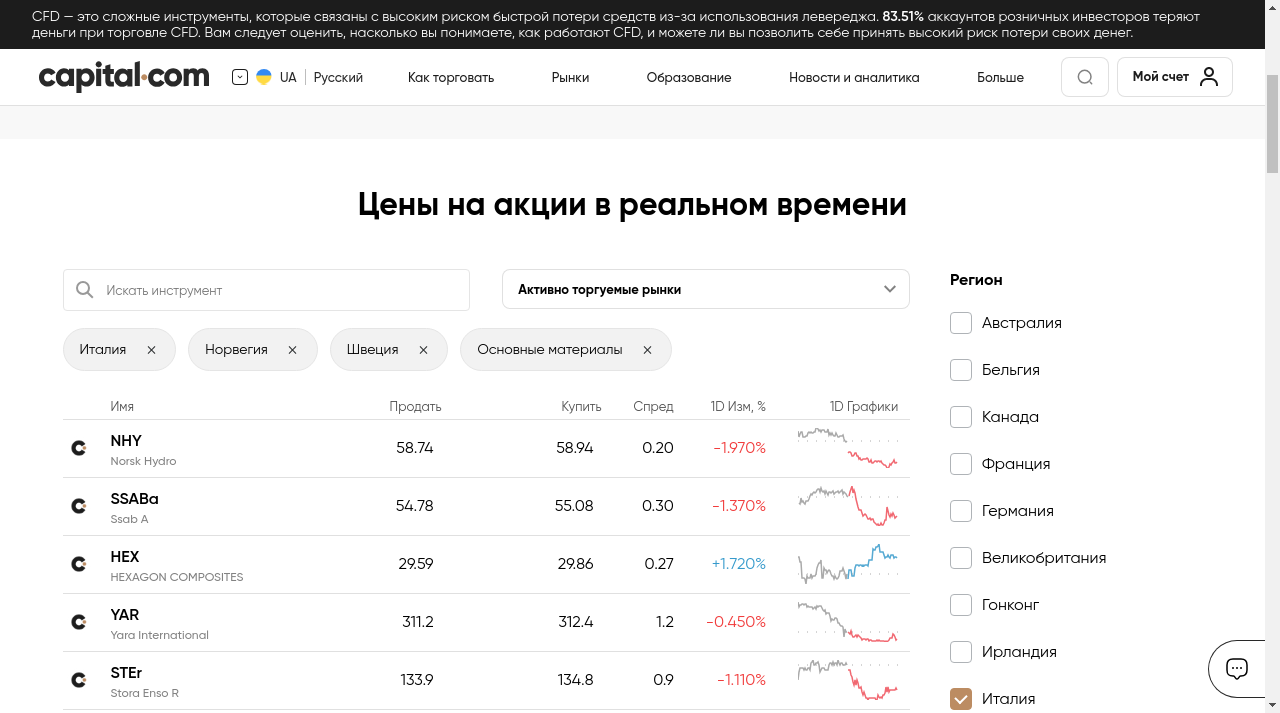 CFD — это сложные инструменты, которые связаны с высоким риском быстрой потери средств из-за использования левереджа. 83.51% аккаунтов розничных инвесторов теряют
деньги при торговле CFD. Вам следует оценить, насколько вы понимаете, как работают CFD, и можете ли вы позволить себе принять высокий риск потери своих денег.
capital.com UA Русский Как торговать Рынки Образование Новости и аналитика Больше Мой счет
Цены на акции в реальном времени
Искать инструмент Активно торгуемые рынки
Италия × Норвегия × Швеция × Основные материалы ×
Имя Продать Купить Спред 1D Изм, % 1D Графики
NHY 58.74 58.94 0.20 -1.970%
Norsk Hydro
SSABa 54.78 55.08 0.30 -1.370%
Ssab A
HEX 29.59 29.86 0.27 +1.720%
HEXAGON COMPOSITES
YAR 311.2 312.4 1.2 -0.450%
Yara International
STEr 133.9 134.8 0.9 -1.110%
Stora Enso R
Регион
Австралия
Бельгия
Канада
Франция
Германия
Великобритания
Гонконг
Ирландия
Италия